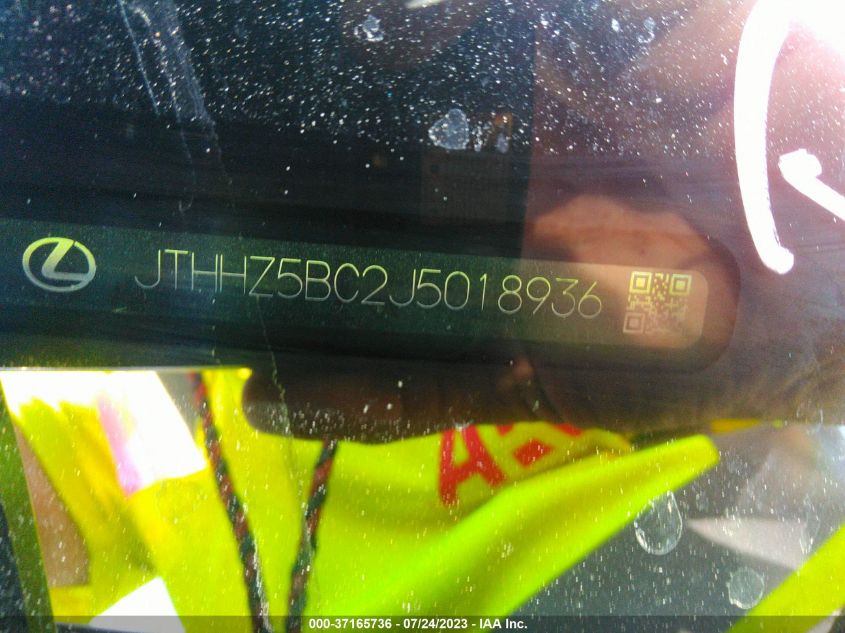 JTHHZ5BC2J5018936
000-37165736 - 07/24/2023 - IAA Inc.